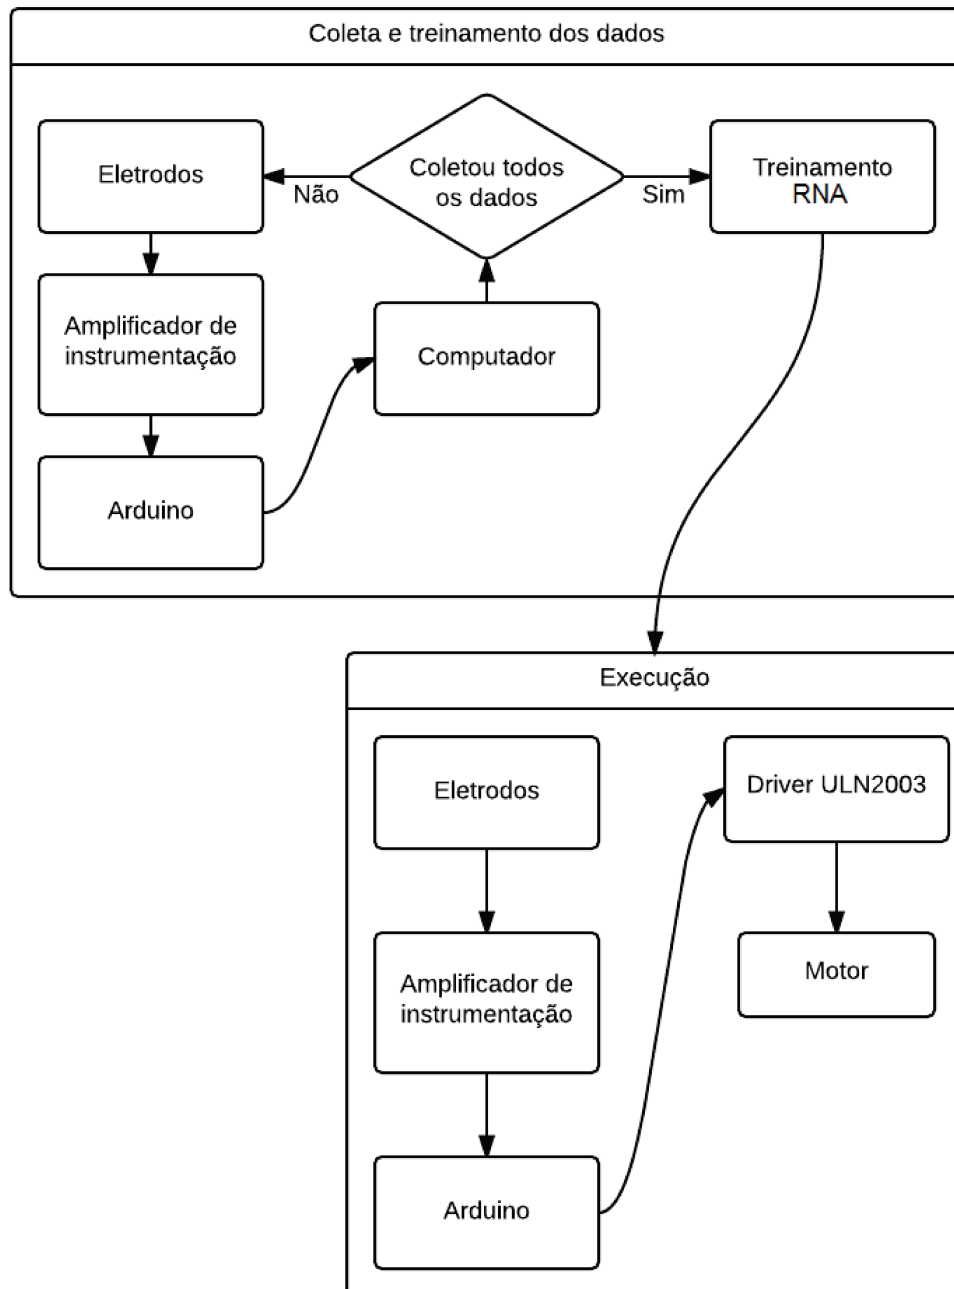 Coleta e treinamento dos dados
Eletrodos
Não
Coletou todos
os dados
Sim
Treinamento
RNA
Amplificador de
instrumentação
Computador
Arduino
Execução
Eletrodos
Driver ULN2003
Amplificador de
instrumentação
Motor
Arduino